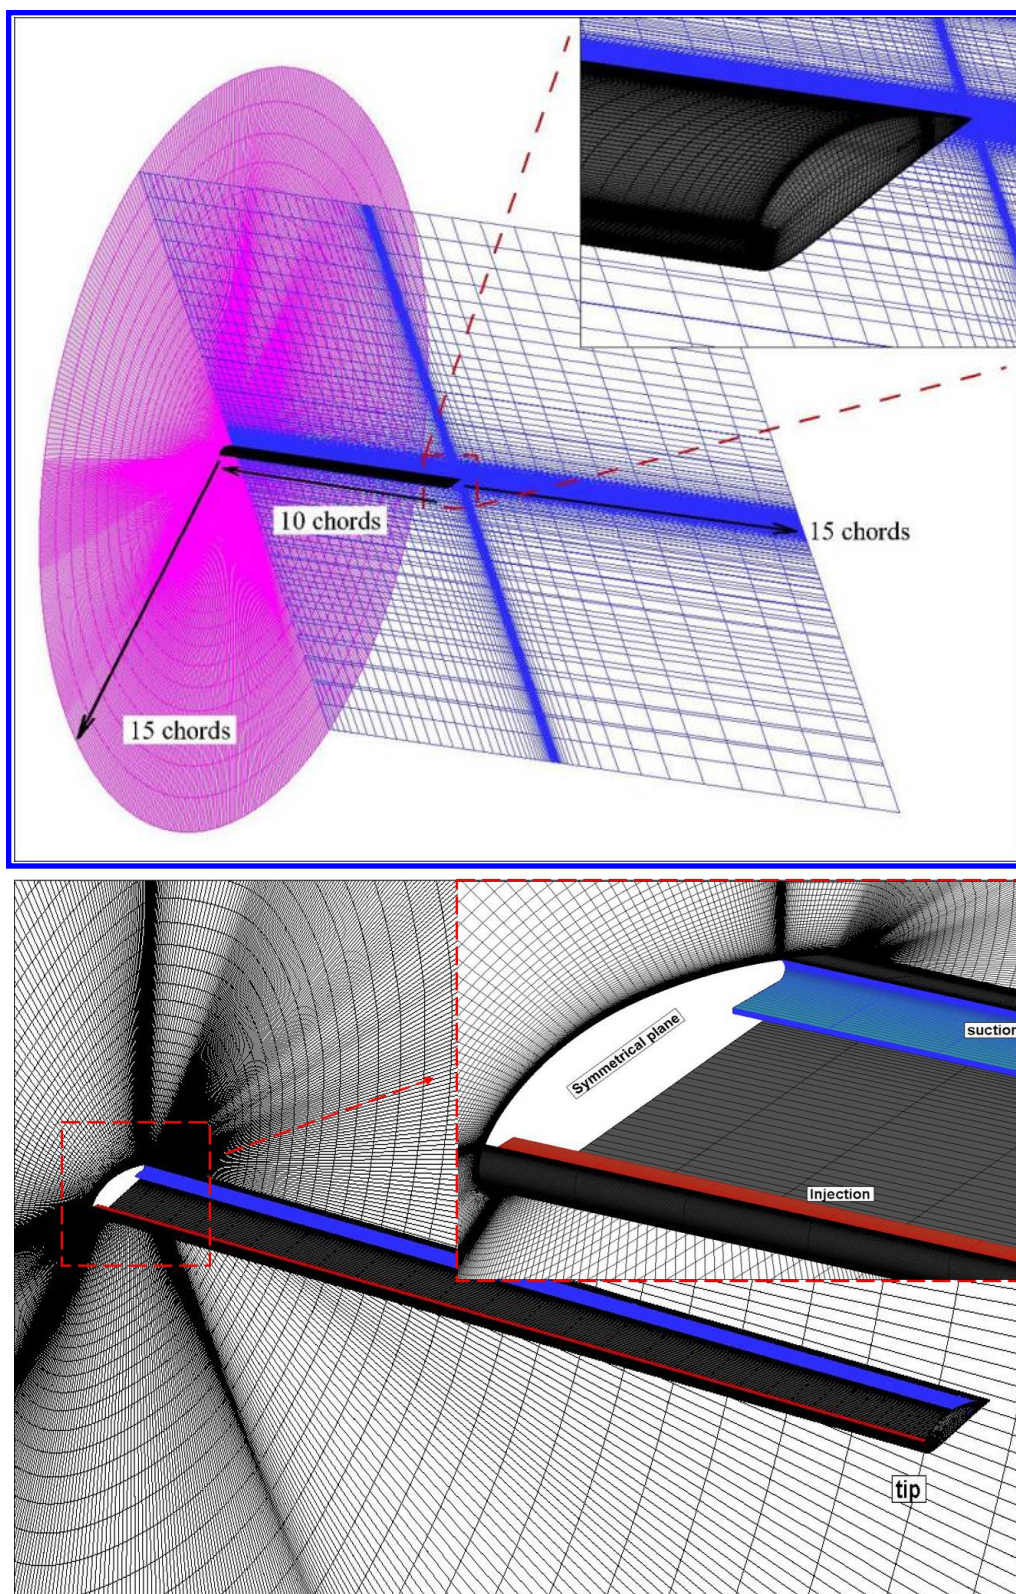 10 chords
15 chords
15 chords
Symmetrical plane
suction
Injection
tip